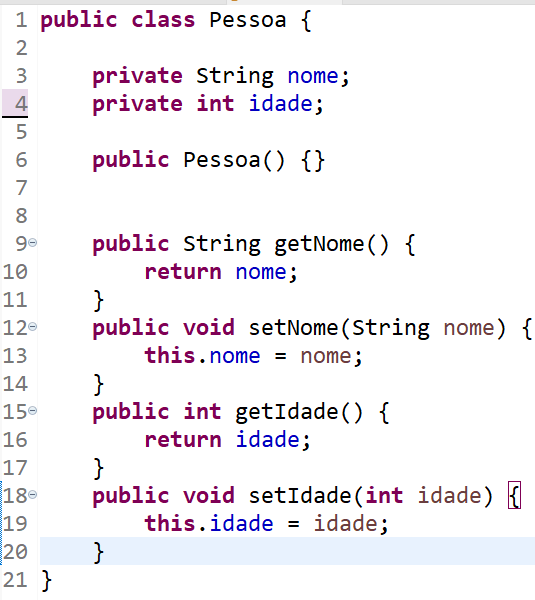 1 public class Pessoa {
2
3     private String nome;
4     private int idade;
5
6     public Pessoa() {}
7
8
9     public String getNome() {
10         return nome;
11     }
12     public void setNome(String nome) {
13         this.nome = nome;
14     }
15     public int getIdade() {
16         return idade;
17     }
18     public void setIdade(int idade) {
19         this.idade = idade;
20     }
21 }